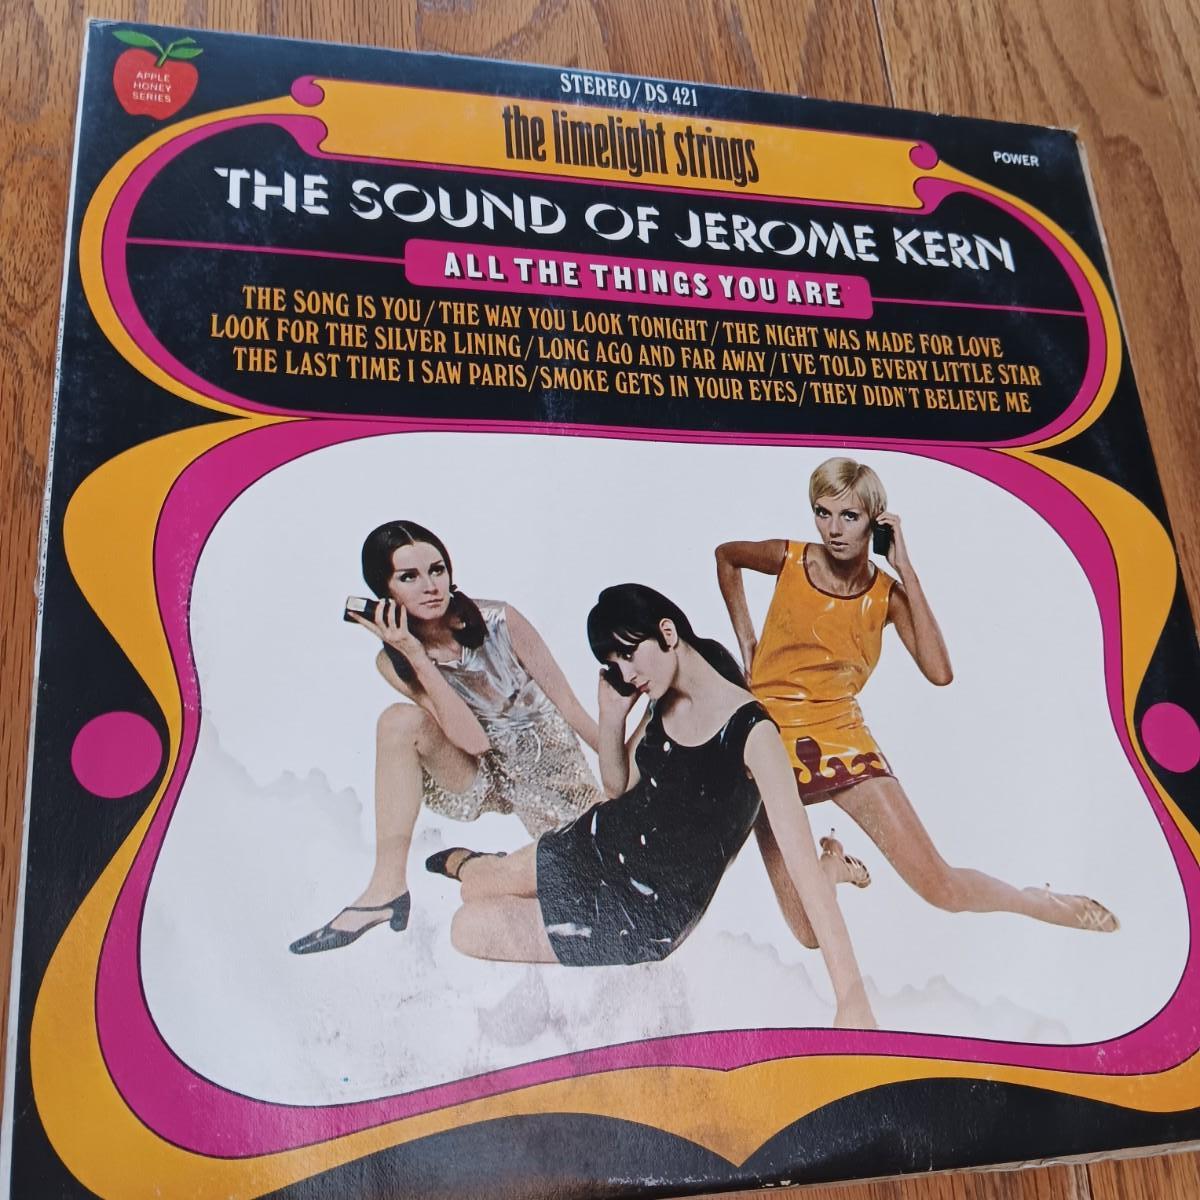 APPLE
HONEY
SERIES
STEREO/DS 421
the limelight strings
POWER
THE SOUND OF JEROME KERN
ALL THE THINGS YOU ARE
THE SONG IS YOU/THE WAY YOU LOOK TONIGHT/THE NIGHT WAS MADE FOR LOVE
LOOK FOR THE SILVER LINING/LONG AGO AND FAR AWAY/I'VE TOLD EVERY LITTLE STAR
THE LAST TIME I SAW PARIS/SMOKE GETS IN YOUR EYES/THEY DIDN'T BELIEVE ME